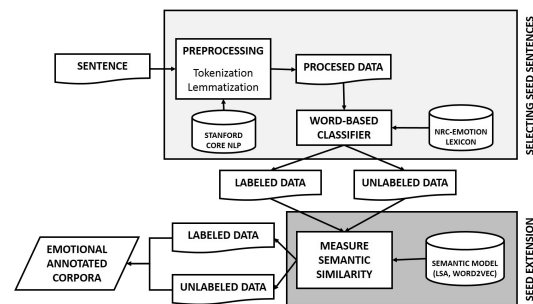 SELECTING SEED SENTENCES
SENTENCE
PREPROCESSING
Tokenization
Lemmatization
PROCESED DATA
STANFORD
CORE NLP
WORD-BASED
CLASSIFIER
NRC-EMOTION
LEXICON
LABELED DATA
UNLABELED DATA
SEED EXTENSION
EMOTIONAL
ANNOTATED
CORPORA
LABELED DATA
UNLABELED DATA
MEASURE
SEMANTIC
SIMILARITY
SEMANTIC MODEL
(LSA, WORD2VEC)